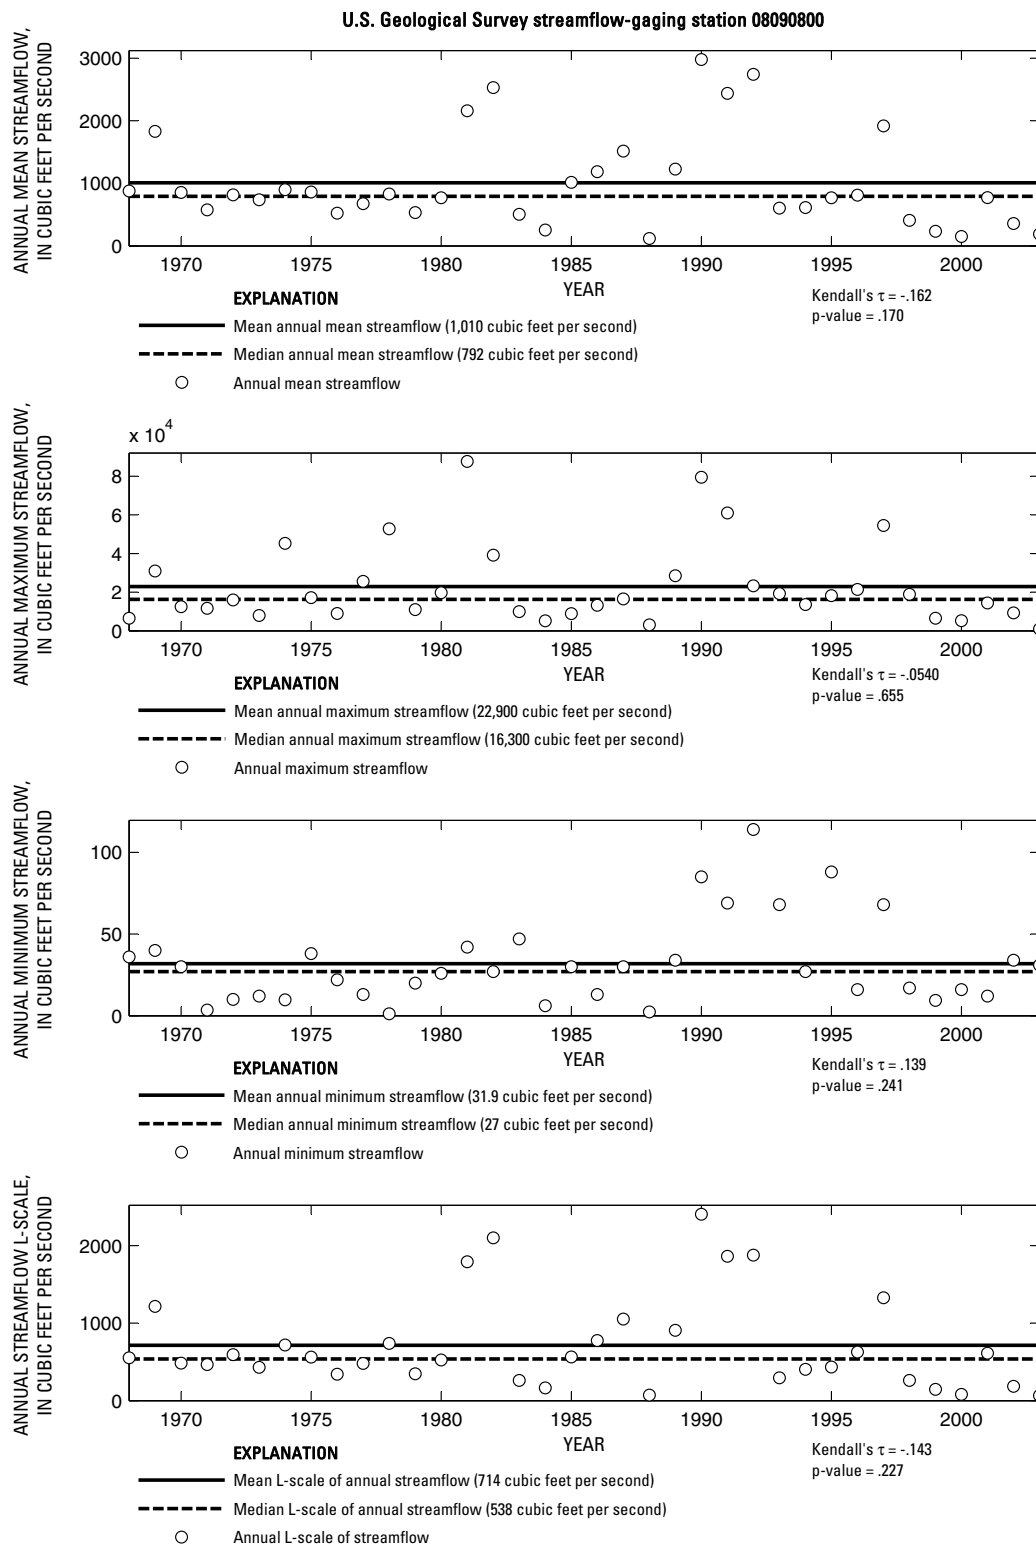 U.S. Geological Survey streamflow-gaging station 08090800
ANNUAL MEAN STREAMFLOW,
IN CUBIC FEET PER SECOND
3000
2000
1000
0
1970 1975 1980 1985 1990 1995 2000
YEAR
Kendall's τ = -.162
p-value = .170
EXPLANATION
Mean annual mean streamflow (1,010 cubic feet per second)
Median annual mean streamflow (792 cubic feet per second)
Annual mean streamflow
ANNUAL MAXIMUM STREAMFLOW,
IN CUBIC FEET PER SECOND
x 10^4
8
6
4
2
0
1970 1975 1980 1985 1990 1995 2000
YEAR
Kendall's τ = -.0540
p-value = .655
EXPLANATION
Mean annual maximum streamflow (22,900 cubic feet per second)
Median annual maximum streamflow (16,300 cubic feet per second)
Annual maximum streamflow
ANNUAL MINIMUM STREAMFLOW,
IN CUBIC FEET PER SECOND
100
50
0
1970 1975 1980 1985 1990 1995 2000
YEAR
Kendall's τ = .139
p-value = .241
EXPLANATION
Mean annual minimum streamflow (31.9 cubic feet per second)
Median annual minimum streamflow (27 cubic feet per second)
Annual minimum streamflow
ANNUAL STREAMFLOW L-SCALE,
IN CUBIC FEET PER SECOND
2000
1000
0
1970 1975 1980 1985 1990 1995 2000
YEAR
Kendall's τ = -.143
p-value = .227
EXPLANATION
Mean L-scale of annual streamflow (714 cubic feet per second)
Median L-scale of annual streamflow (538 cubic feet per second)
Annual L-scale of streamflow